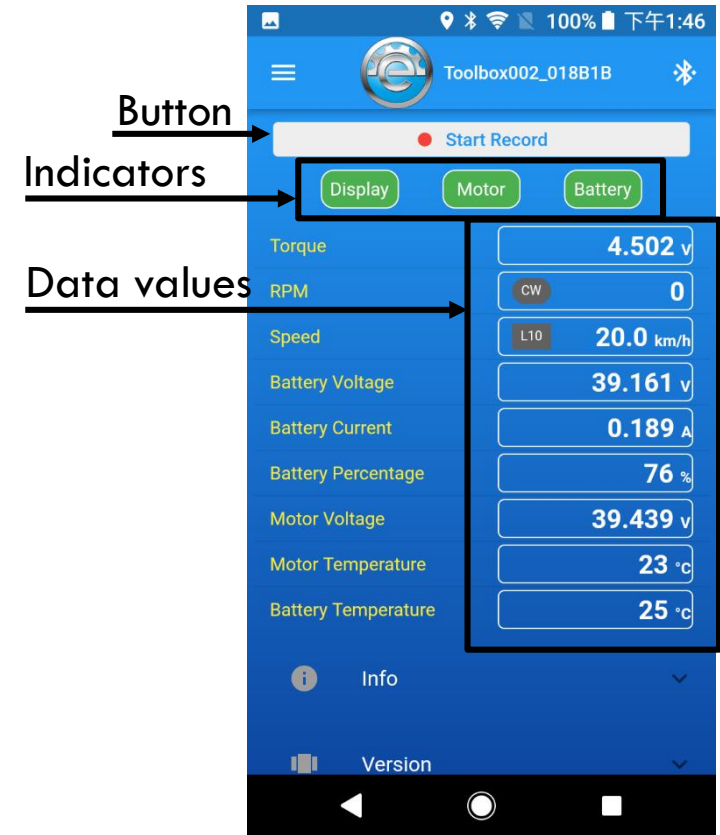 100% 下午1:46
e Toolbox002_018B1B
Button
Start Record
Indicators
Display Motor Battery
Torque 4.502 V
Data values
RPM CW 0
Speed L10 20.0 km/h
Battery Voltage 39.161 V
Battery Current 0.189 A
Battery Percentage 76 %
Motor Voltage 39.439 V
Motor Temperature 23 °C
Battery Temperature 25 °C
i Info
Version